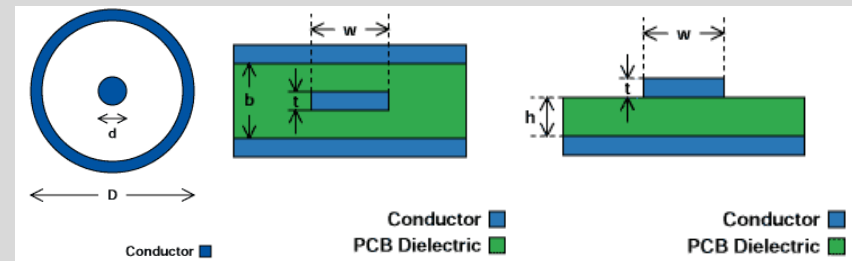 d
D
Conductor
w
b
t
Conductor
PCB Dielectric
w
t
h
Conductor
PCB Dielectric